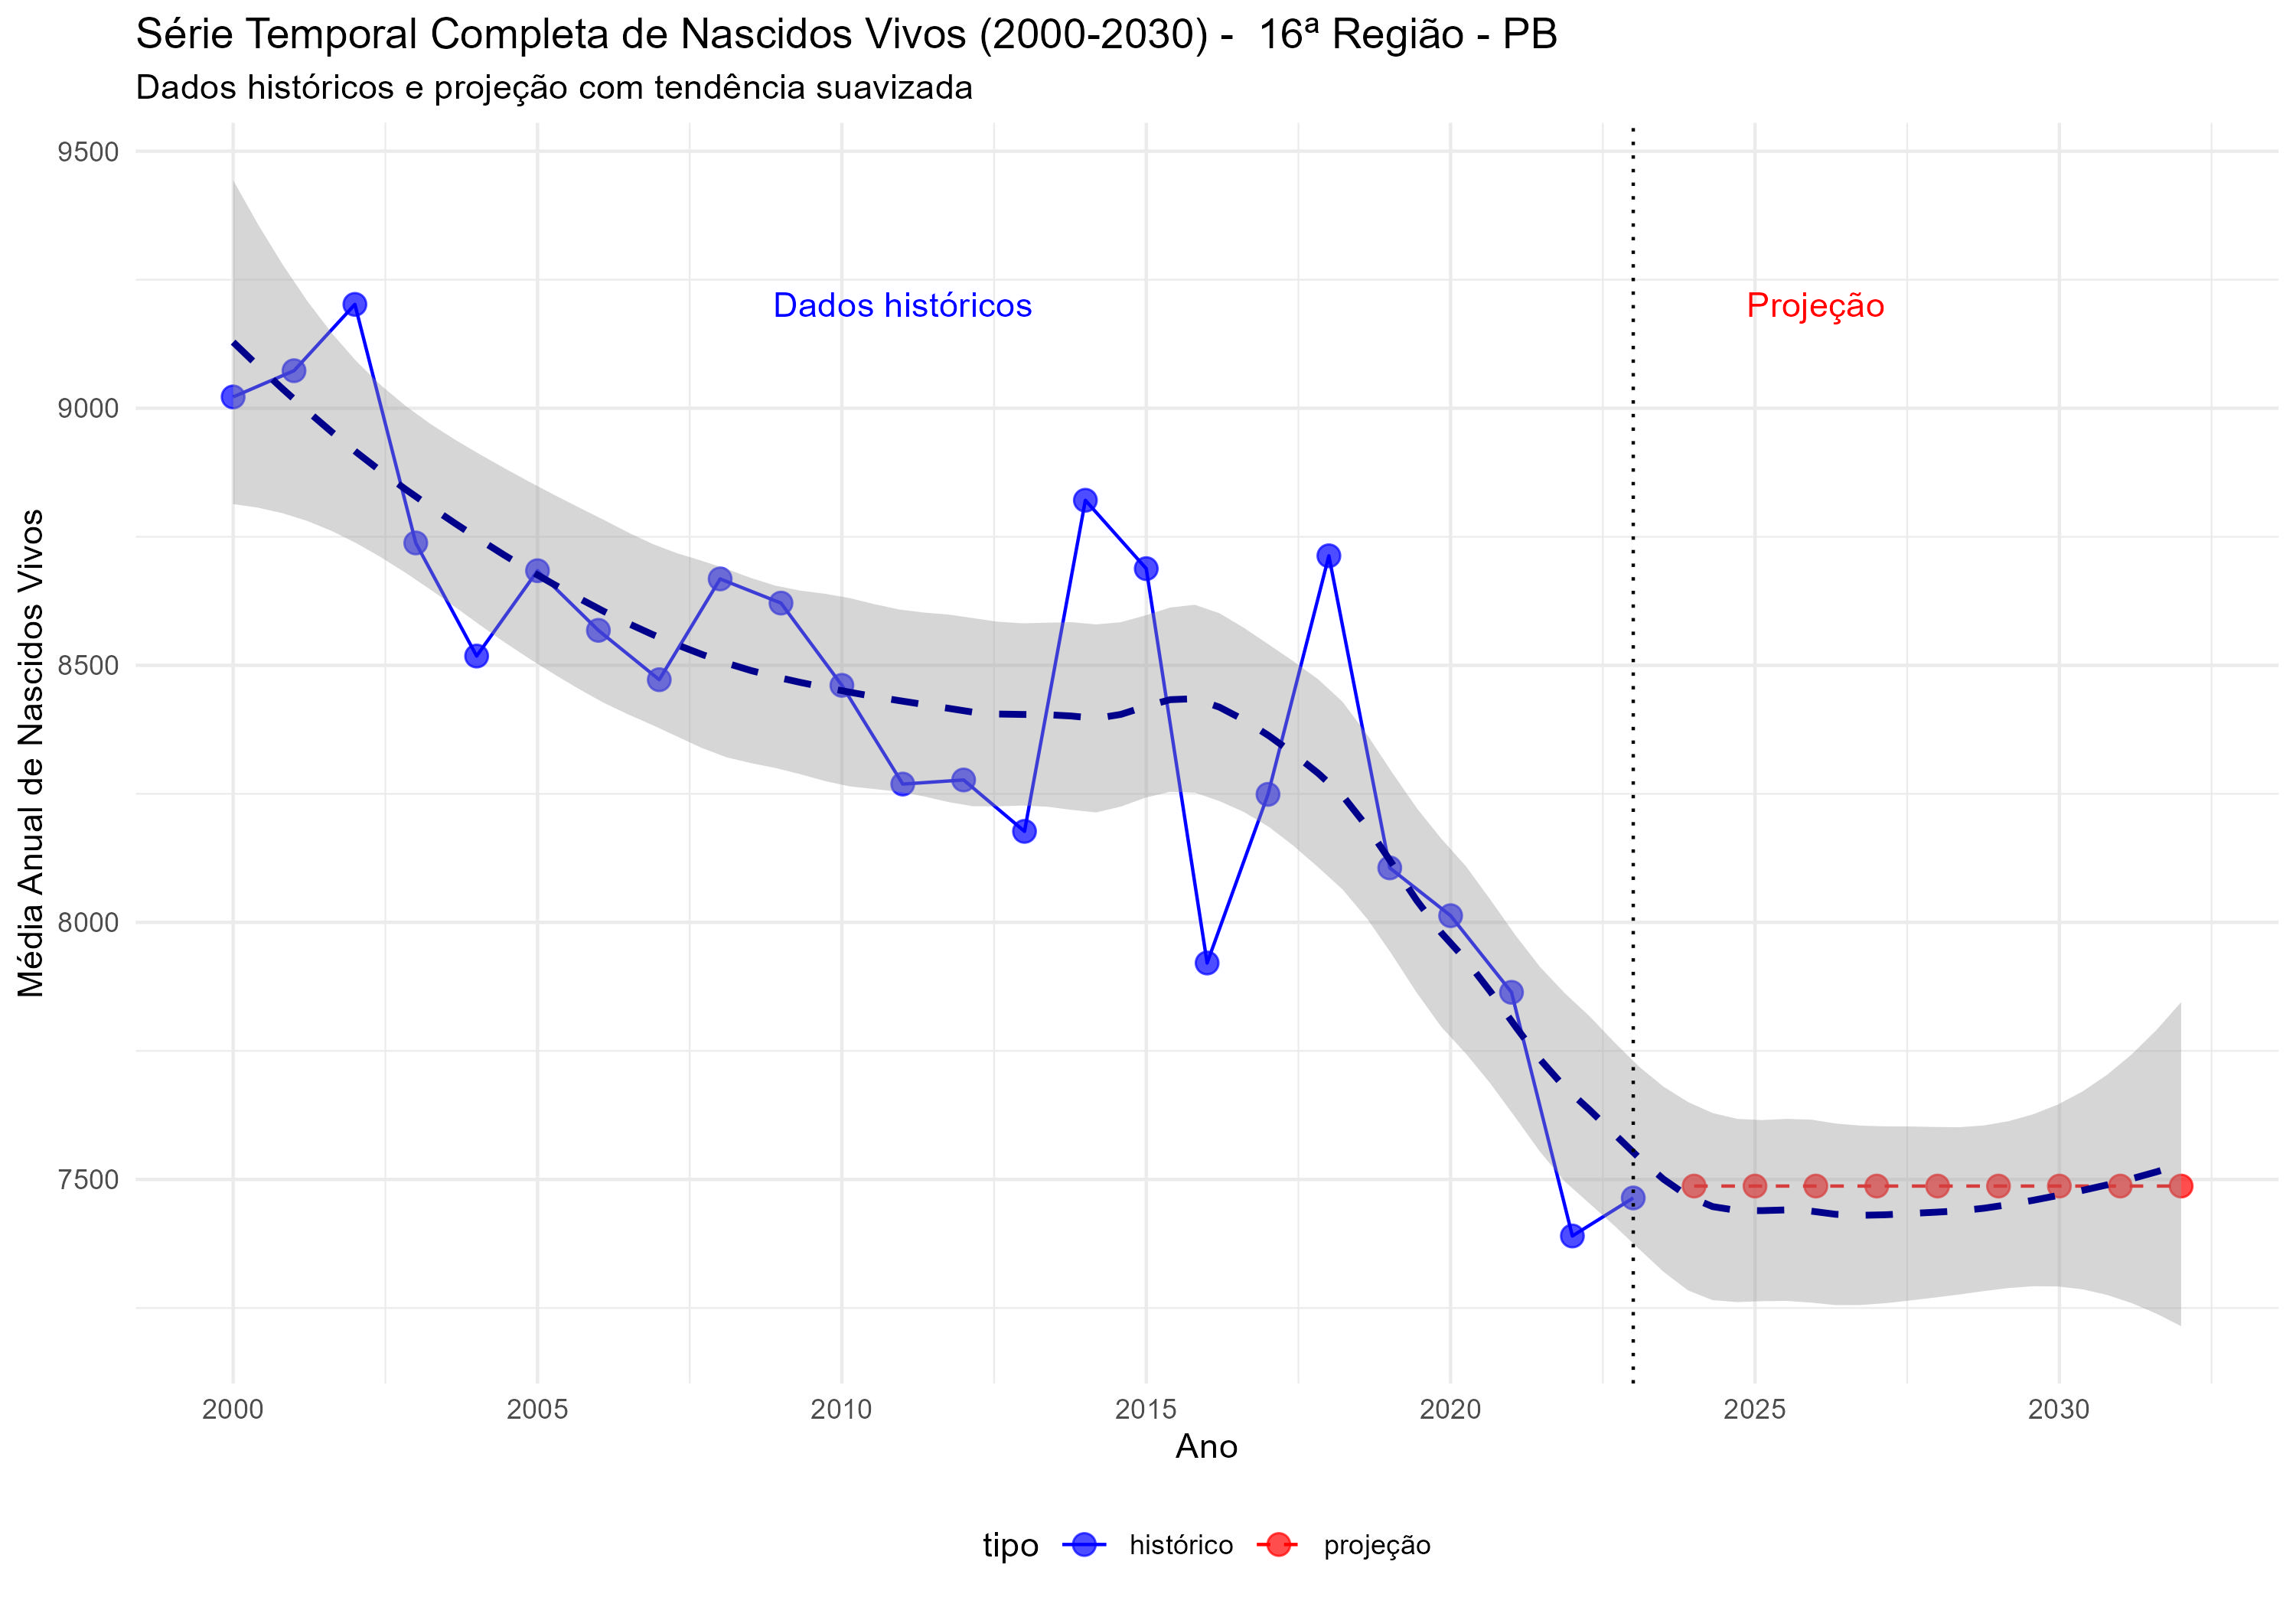 Série Temporal Completa de Nascidos Vivos (2000-2030) -  16ª Região - PB
Dados históricos e projeção com tendência suavizada
Média Anual de Nascidos Vivos
9500
9000
8500
8000
7500
Dados históricos
Projeção
2000
2005
2010
2015
2020
2025
2030
Ano
tipo
histórico
projeção